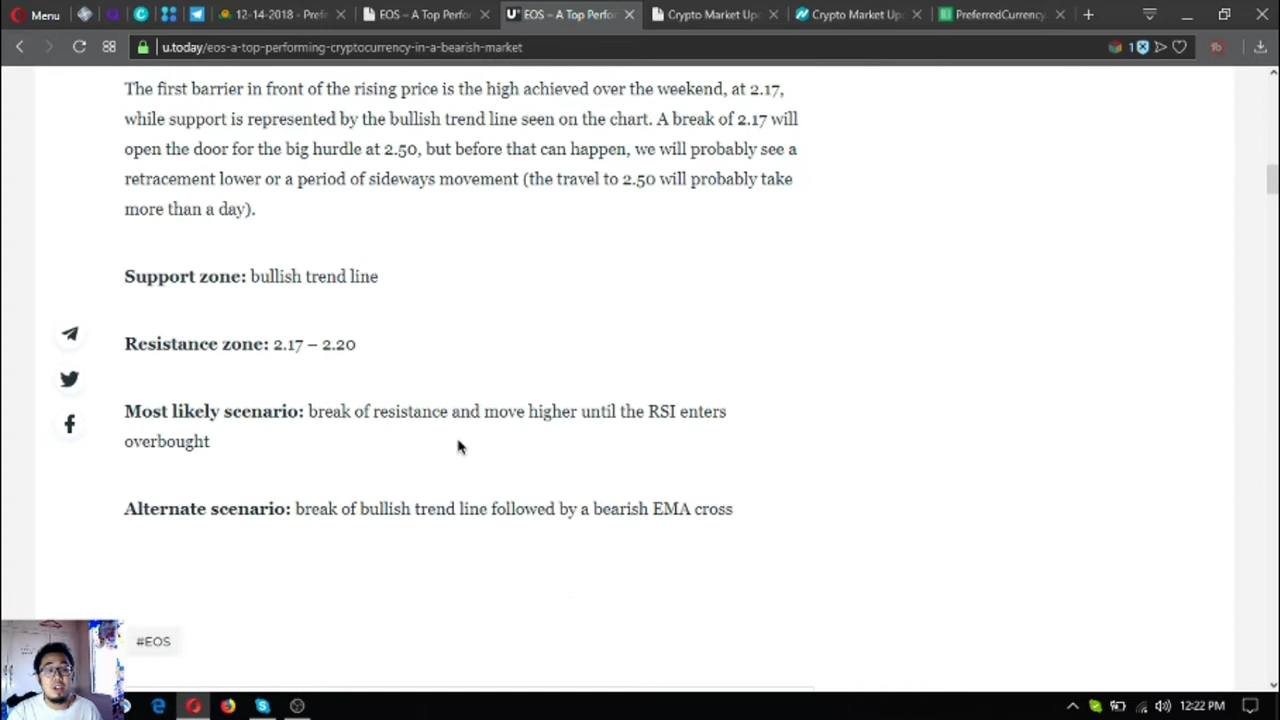 Menu
12-14-2018 - Pref
EOS – A Top Perfo
EOS – A Top Perfo
Crypto Market Up
Crypto Market Up
PreferredCurrency
u.today/eos-a-top-performing-cryptocurrency-in-a-bearish-market
1
The first barrier in front of the rising price is the high achieved over the weekend, at 2.17,
while support is represented by the bullish trend line seen on the chart. A break of 2.17 will
open the door for the big hurdle at 2.50, but before that can happen, we will probably see a
retracement lower or a period of sideways movement (the travel to 2.50 will probably take
more than a day).
Support zone: bullish trend line
Resistance zone: 2.17 – 2.20
Most likely scenario: break of resistance and move higher until the RSI enters
overbought
Alternate scenario: break of bullish trend line followed by a bearish EMA cross
#EOS
12:22 PM